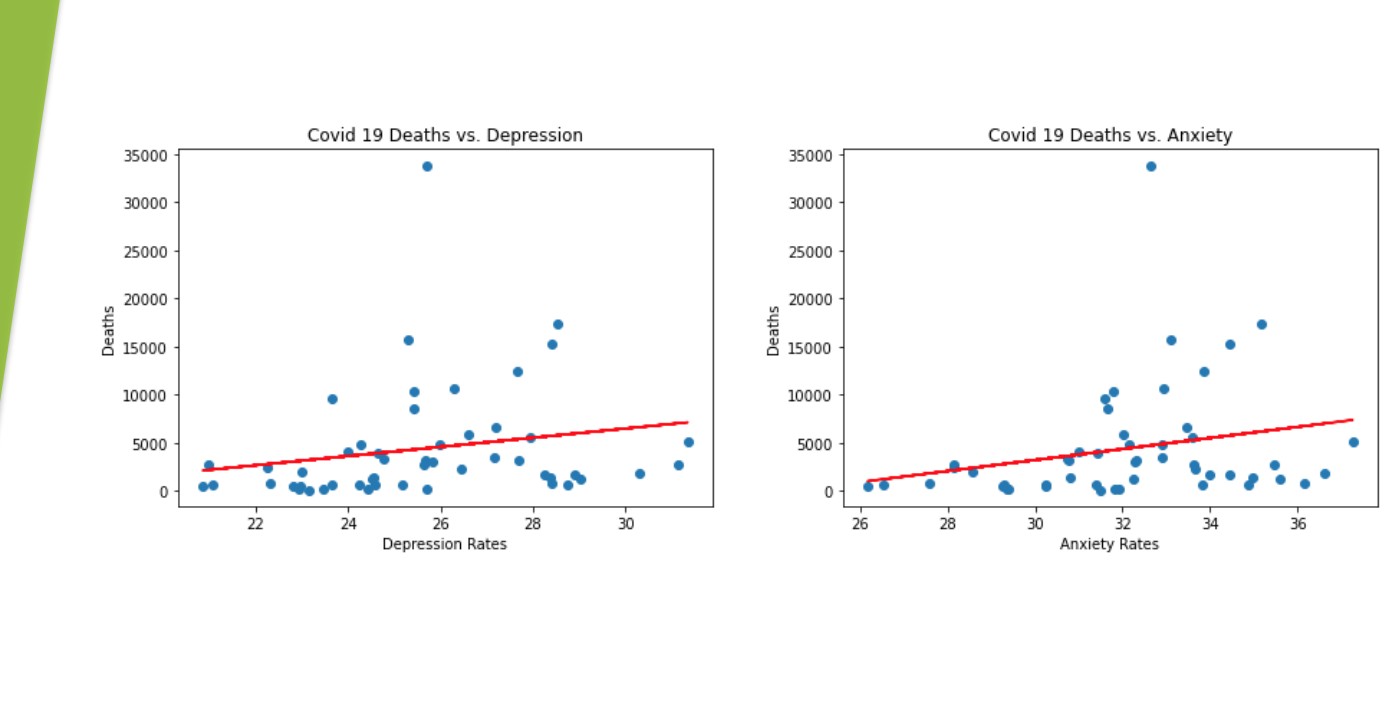 Covid 19 Deaths vs. Depression
35000
30000
25000
20000
15000
10000
5000
0
Deaths
22 24 26 28 30
Depression Rates
Covid 19 Deaths vs. Anxiety
35000
30000
25000
20000
15000
10000
5000
0
Deaths
26 28 30 32 34 36
Anxiety Rates